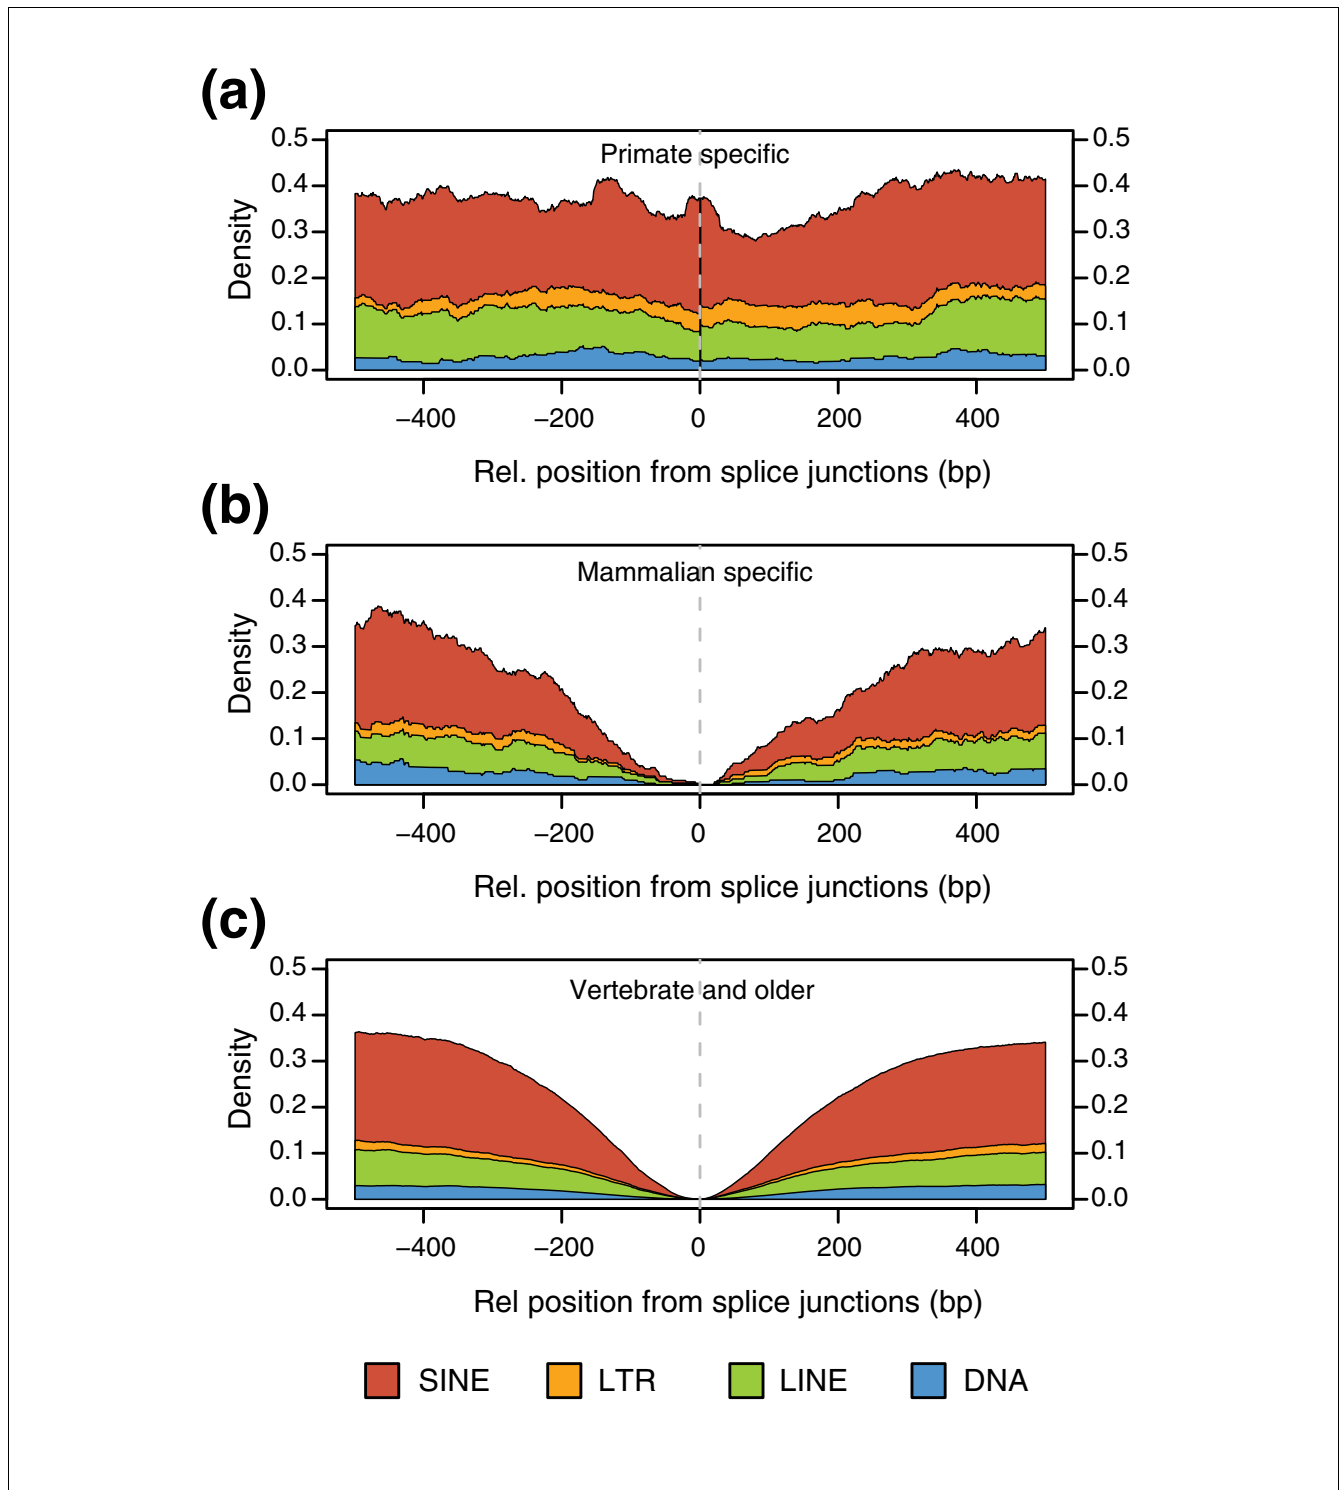 (a)
Primate specific
0.5 0.5
0.4 0.4
0.3 0.3
0.2 0.2
0.1 0.1
0.0 0.0
Density
−400 −200 0 200 400
Rel. position from splice junctions (bp)
(b)
Mammalian specific
0.5 0.5
0.4 0.4
0.3 0.3
0.2 0.2
0.1 0.1
0.0 0.0
Density
−400 −200 0 200 400
Rel. position from splice junctions (bp)
(c)
Vertebrate and older
0.5 0.5
0.4 0.4
0.3 0.3
0.2 0.2
0.1 0.1
0.0 0.0
Density
−400 −200 0 200 400
Rel position from splice junctions (bp)
SINE LTR LINE DNA